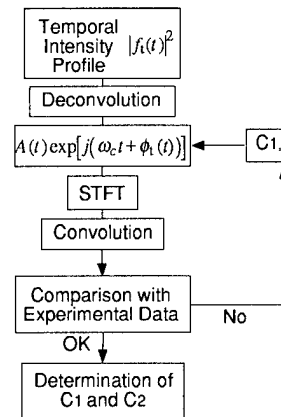 Temporal
Intensity |f₁(t)|²
Profile
Deconvolution
A(t)exp[j(ω_c t+ϕ₁(t))]
C1,
STFT
Convolution
Comparison with
Experimental Data
No
OK
Determination of
C1 and C2